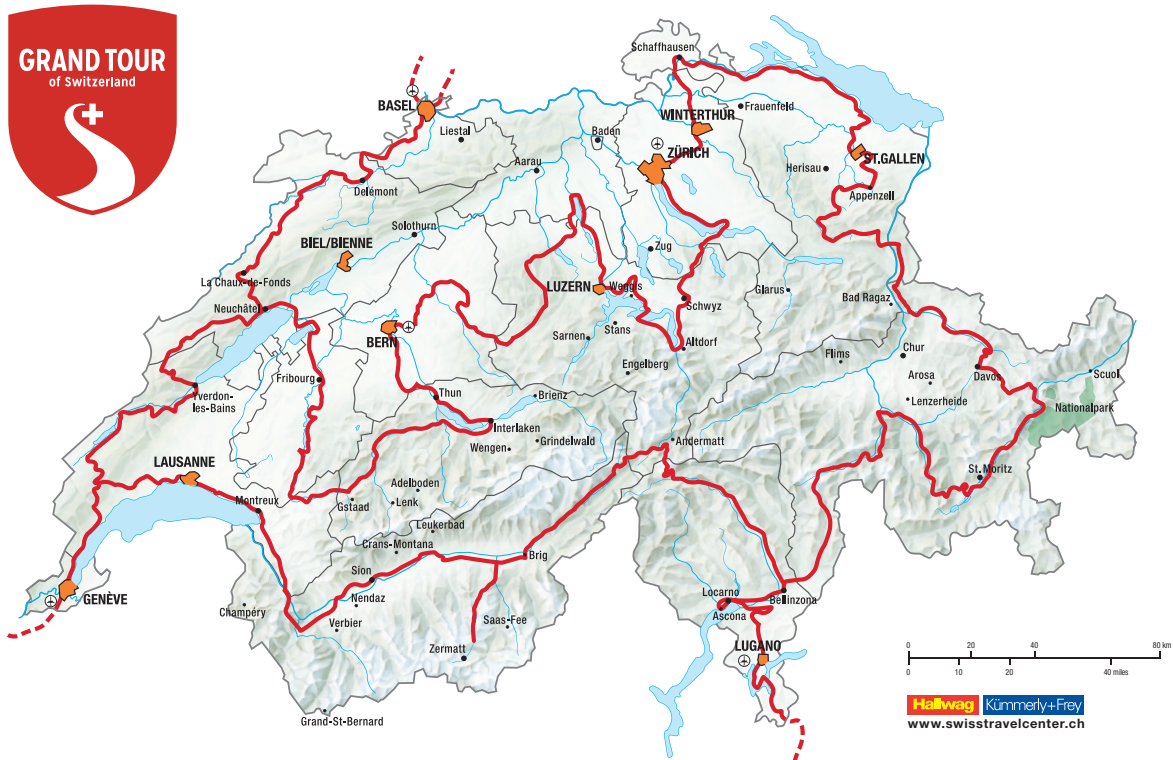 GRAND TOUR
of Switzerland
Schaffhausen
BASEL
WINTERTHUR
Frauenfeld
Liestal
Baden
ZÜRICH
ST.GALLEN
Aarau
Herisau
Delémont
Appenzell
Solothurn
BIEL/BIENNE
Zug
La Chaux-de-Fonds
LUZERN
Weggis
Glarus
Bad Ragaz
Neuchâtel
Schwyz
BERN
Stans
Sarnen
Altdorf
Engelberg
Flims
Chur
Fribourg
Arosa
Davos
Scuol
Yverdon-
les-Bains
Thun
Brienz
Lenzerheide
Nationalpark
Interlaken
Wengen
Grindelwald
Andermatt
LAUSANNE
St. Moritz
Adelboden
Montreux
Gstaad
Lenk
Leukerbad
Crans-Montana
Brig
Sion
GENÈVE
Nendaz
Locarno
Bellinzona
Champéry
Ascona
Verbier
Saas-Fee
Zermatt
LUGANO
0 20 40 80 km
0 10 20 40 miles
Grand-St-Bernard
Hallwag Kümmerly+Frey
www.swisstravelcenter.ch